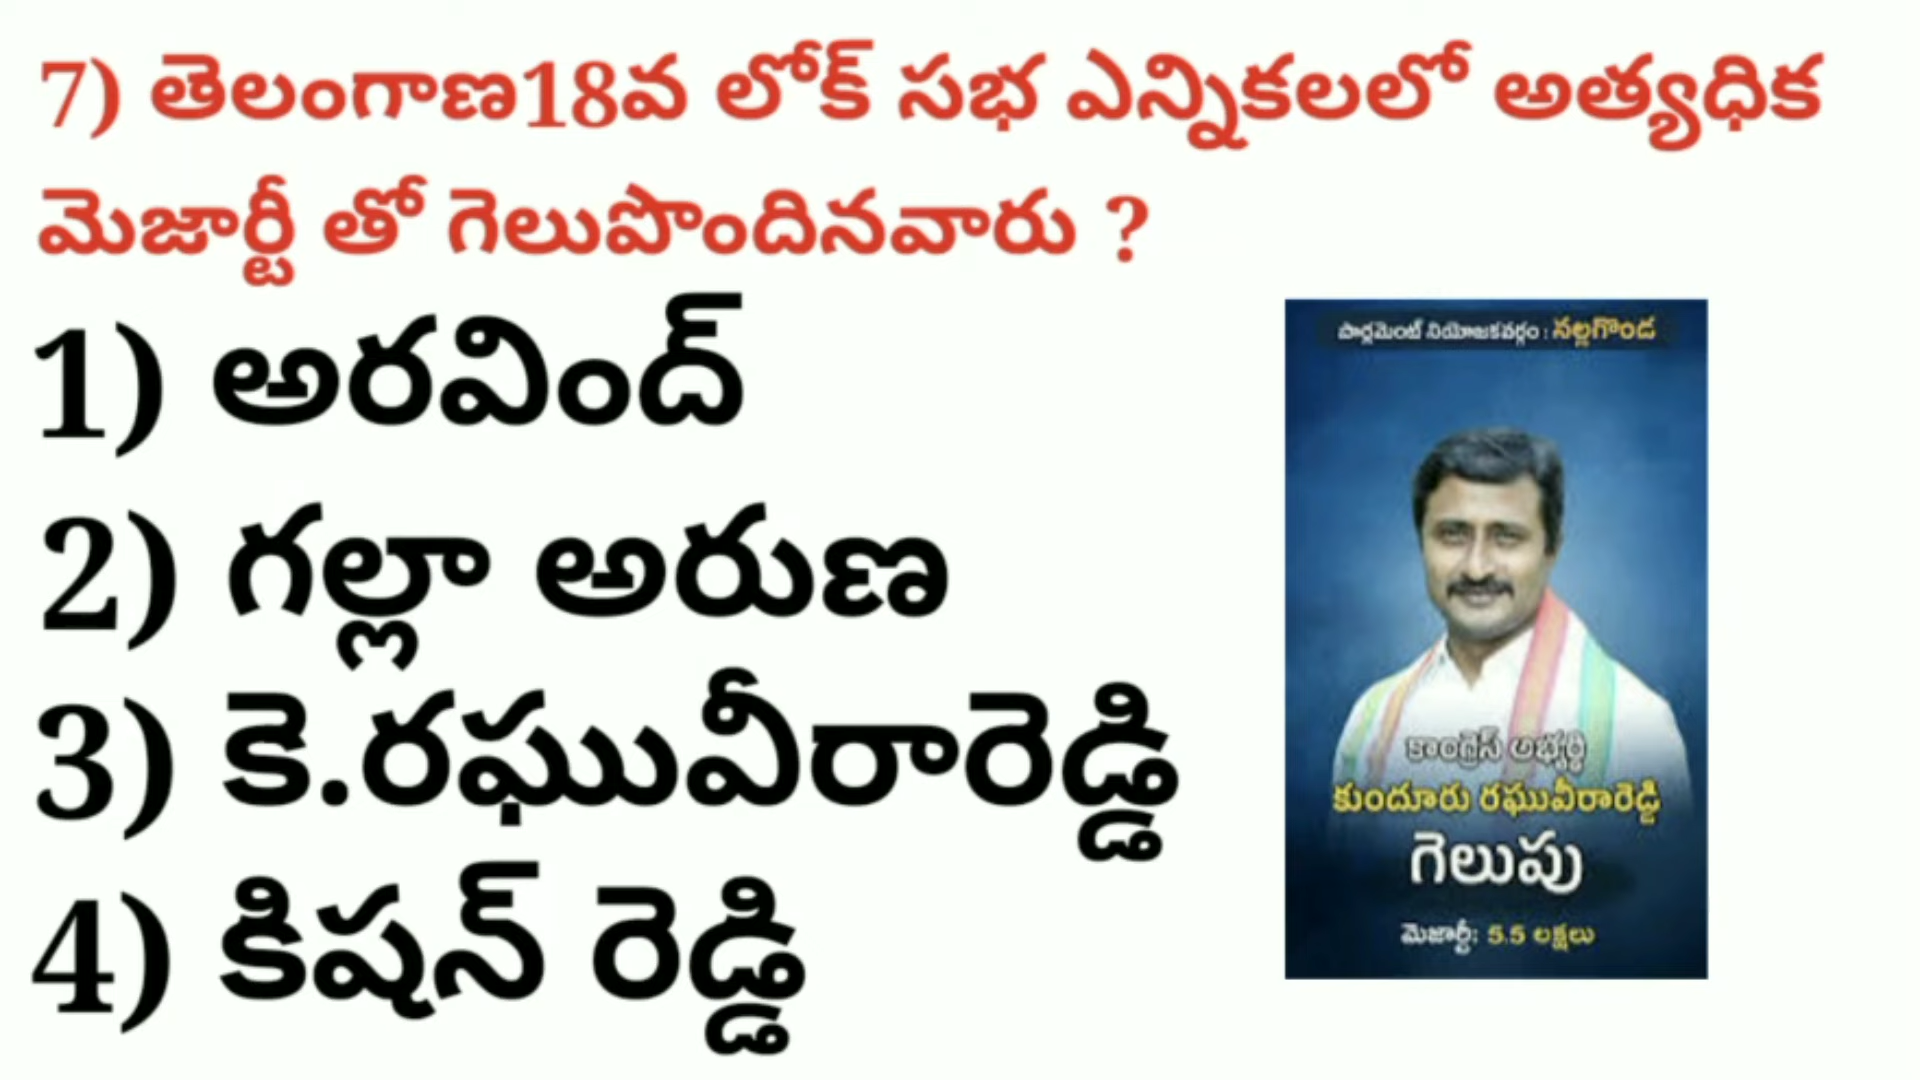 7) తెలంగాణ18వ లోక్ సభ ఎన్నికలలో అత్యధిక
మెజార్టీ తో గెలుపొందినవారు ?
1) అరవింద్
2) గల్లా అరుణ
3) కె.రఘువీరారెడ్డి
4) కిషన్ రెడ్డి
పార్లమెంట్ నియోజకవర్గం : నల్లగొండ
కాంగ్రెస్ అభ్యర్థి
కుందూరు రఘువీరారెడ్డి
గెలుపు
మెజార్టీ: 5.5 లక్షలు